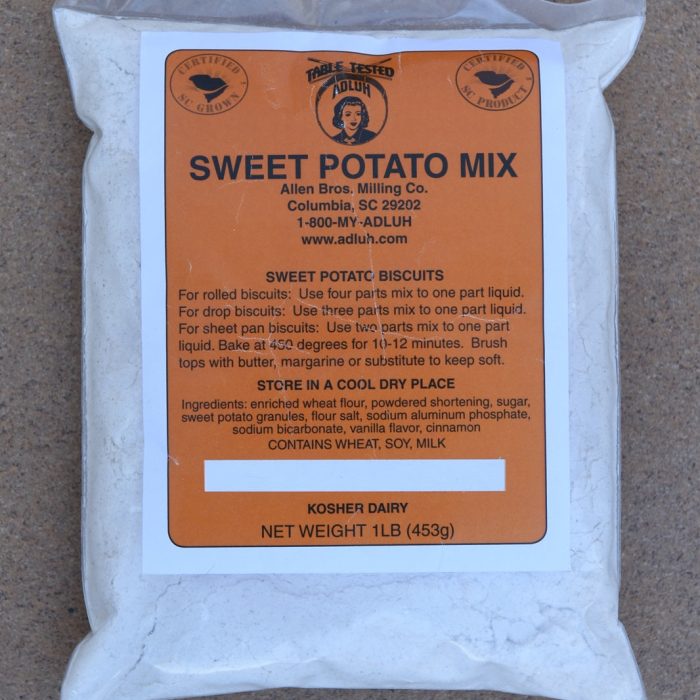 CERTIFIED
SC GROWN
TABLE TESTED
ADLUH
CERTIFIED
SC PRODUCT
SWEET POTATO MIX
Allen Bros. Milling Co.
Columbia, SC 29202
1-800-MY-ADLUH
www.adluh.com
SWEET POTATO BISCUITS
For rolled biscuits: Use four parts mix to one part liquid.
For drop biscuits: Use three parts mix to one part liquid.
For sheet pan biscuits: Use two parts mix to one part
liquid. Bake at 450 degrees for 10-12 minutes. Brush
tops with butter, margarine or substitute to keep soft.
STORE IN A COOL DRY PLACE
Ingredients: enriched wheat flour, powdered shortening, sugar,
sweet potato granules, flour salt, sodium aluminum phosphate,
sodium bicarbonate, vanilla flavor, cinnamon
CONTAINS WHEAT, SOY, MILK
KOSHER DAIRY
NET WEIGHT 1LB (453g)